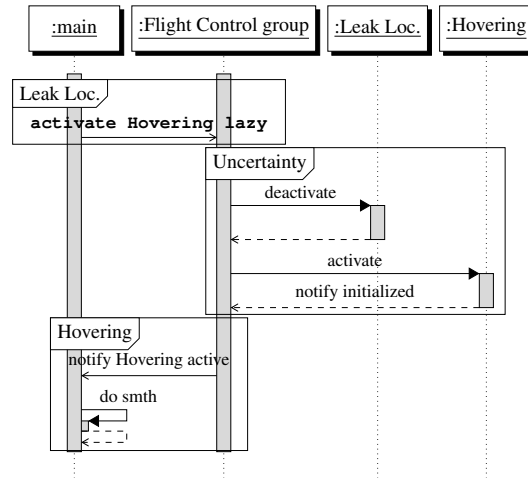 :main
:Flight Control group
:Leak Loc.
:Hovering
Leak Loc.
activate Hovering lazy
Uncertainty
deactivate
activate
notify initialized
Hovering
notify Hovering active
do smth